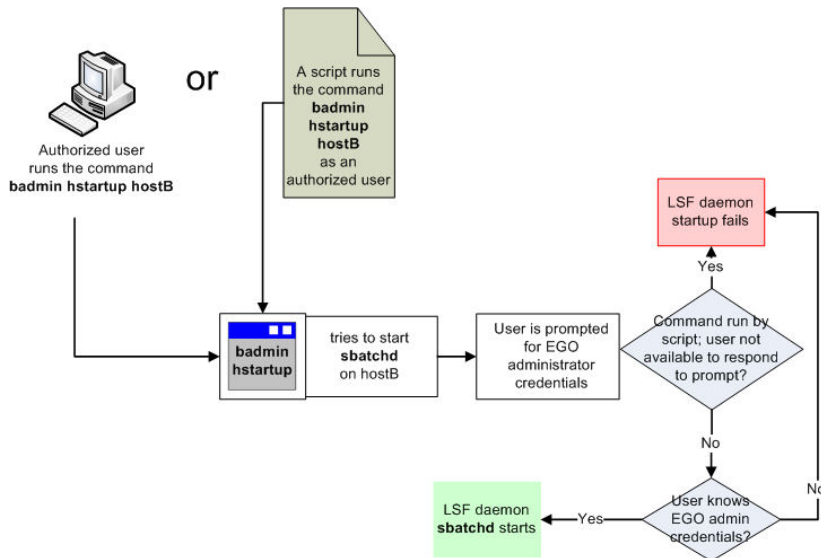 or
Authorized user
runs the command
badmin hstartup hostB
A script runs
the command
badmin
hstartup
hostB
as an
authorized user
badmin
hstartup
tries to start
sbatchd
on hostB
User is prompted
for EGO
administrator
credentials
Command run by
script; user not
available to respond
to prompt?
Yes
LSF daemon
startup fails
No
User knows
EGO admin
credentials?
Yes
LSF daemon
sbatchd starts
No